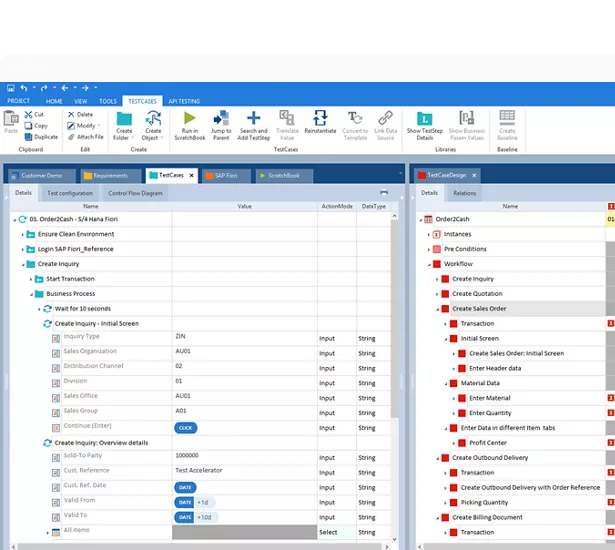 PROJECT HOME VIEW TOOLS TESTCASES API TESTING
Paste Cut Copy Duplicate
Delete Modify Attach File
Create Folder Create Object
Run in ScratchBook Jump to Parent Search and Add TestStep Translate Value Reinstantiate Convert to Template Link Data Source
Show TestStep Details Show Business Param Values
Create Baseline
Clipboard Edit Create TestCases Libraries Baseline
Customer Demo Requirements TestCases SAP Fiori ScratchBook
Details Test configuration Control Flow Diagram
Name Value ActionMode DataType
03. Order2Cash - S/4 Hana Fiori
Ensure Clean Environment
Login SAP Fiori_Reference
Create Inquiry
Start Transaction
Business Process
Wait for 10 seconds
Create Inquiry - Initial Screen
Inquiry Type ZIN Input String
Sales Organization AU01 Input String
Distribution Channel 02 Input String
Division 01 Input String
Sales Office AU01 Input String
Sales Group A01 Input String
Continue (Enter) CLICK Input String
Create Inquiry: Overview details
Sold-To Party 1000000 Input String
Cust. Reference Test Accelerator Input String
Cust. Ref. Date DATE Input String
Valid From DATE +1d Input String
Valid To DATE +10d Input String
All items Select String
TestCaseDesign
Details Relations
Name
Order2Cash 01
Instances
Pre Conditions
Workflow
Create Inquiry
Create Quotation
Create Sales Order
Transaction
Initial Screen
Create Sales Order: Initial Screen
Enter Header data
Material Data
Enter Material
Enter Quantity
Enter Data in different Item tabs
Profit Center
Create Outbound Delivery
Transaction
Create Outbound Delivery with Order Reference
Picking Quantity
Create Billing Document
Transaction